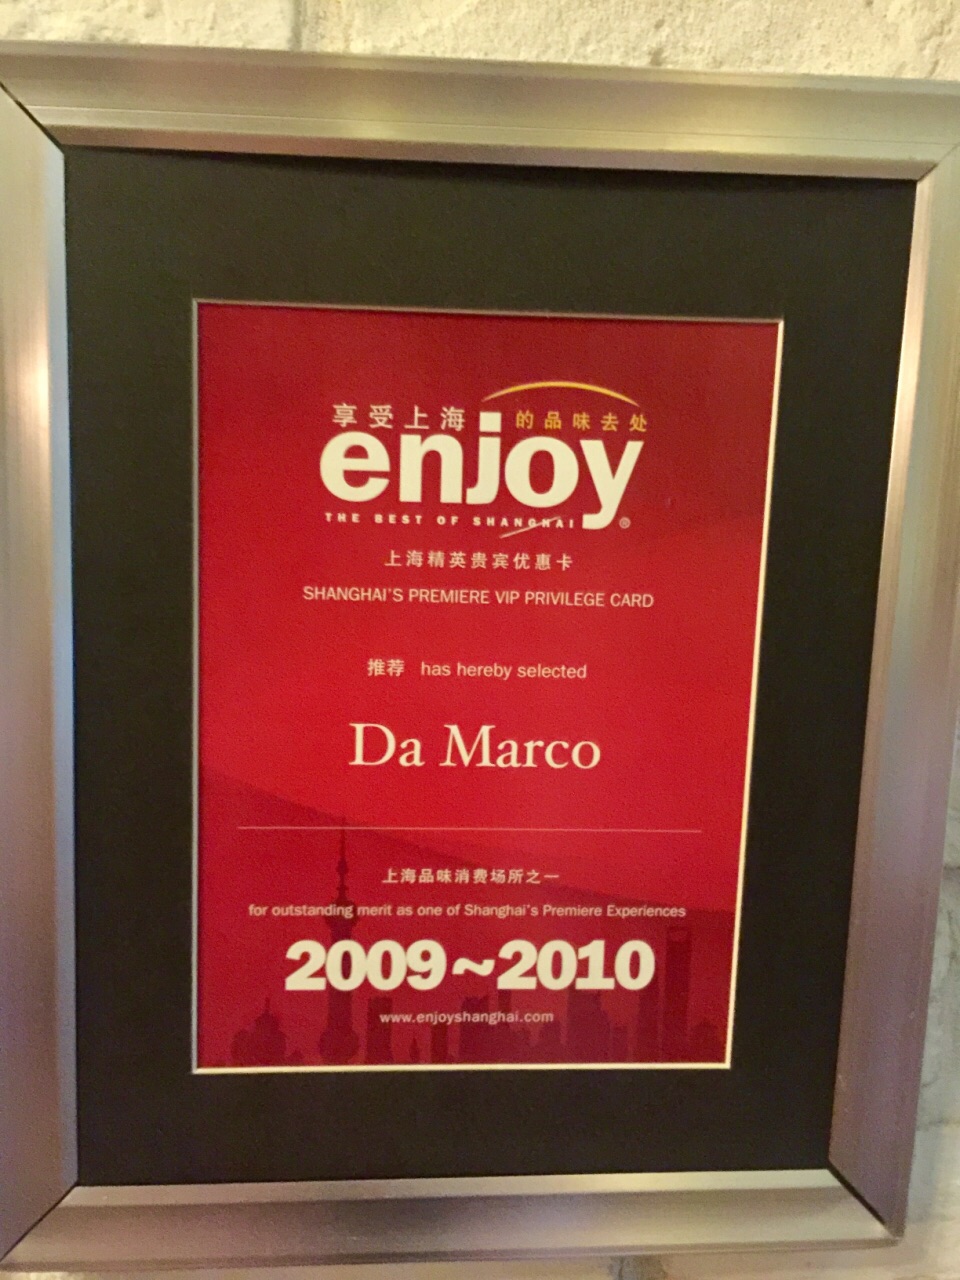 享受上海 的品味去处
enjoy®
THE BEST OF SHANGHAI
上海精英贵宾优惠卡
SHANGHAI'S PREMIERE VIP PRIVILEGE CARD
推荐 has hereby selected
Da Marco
上海品味消费场所之一
for outstanding merit as one of Shanghai's Premiere Experiences
2009~2010
www.enjoyshanghai.com